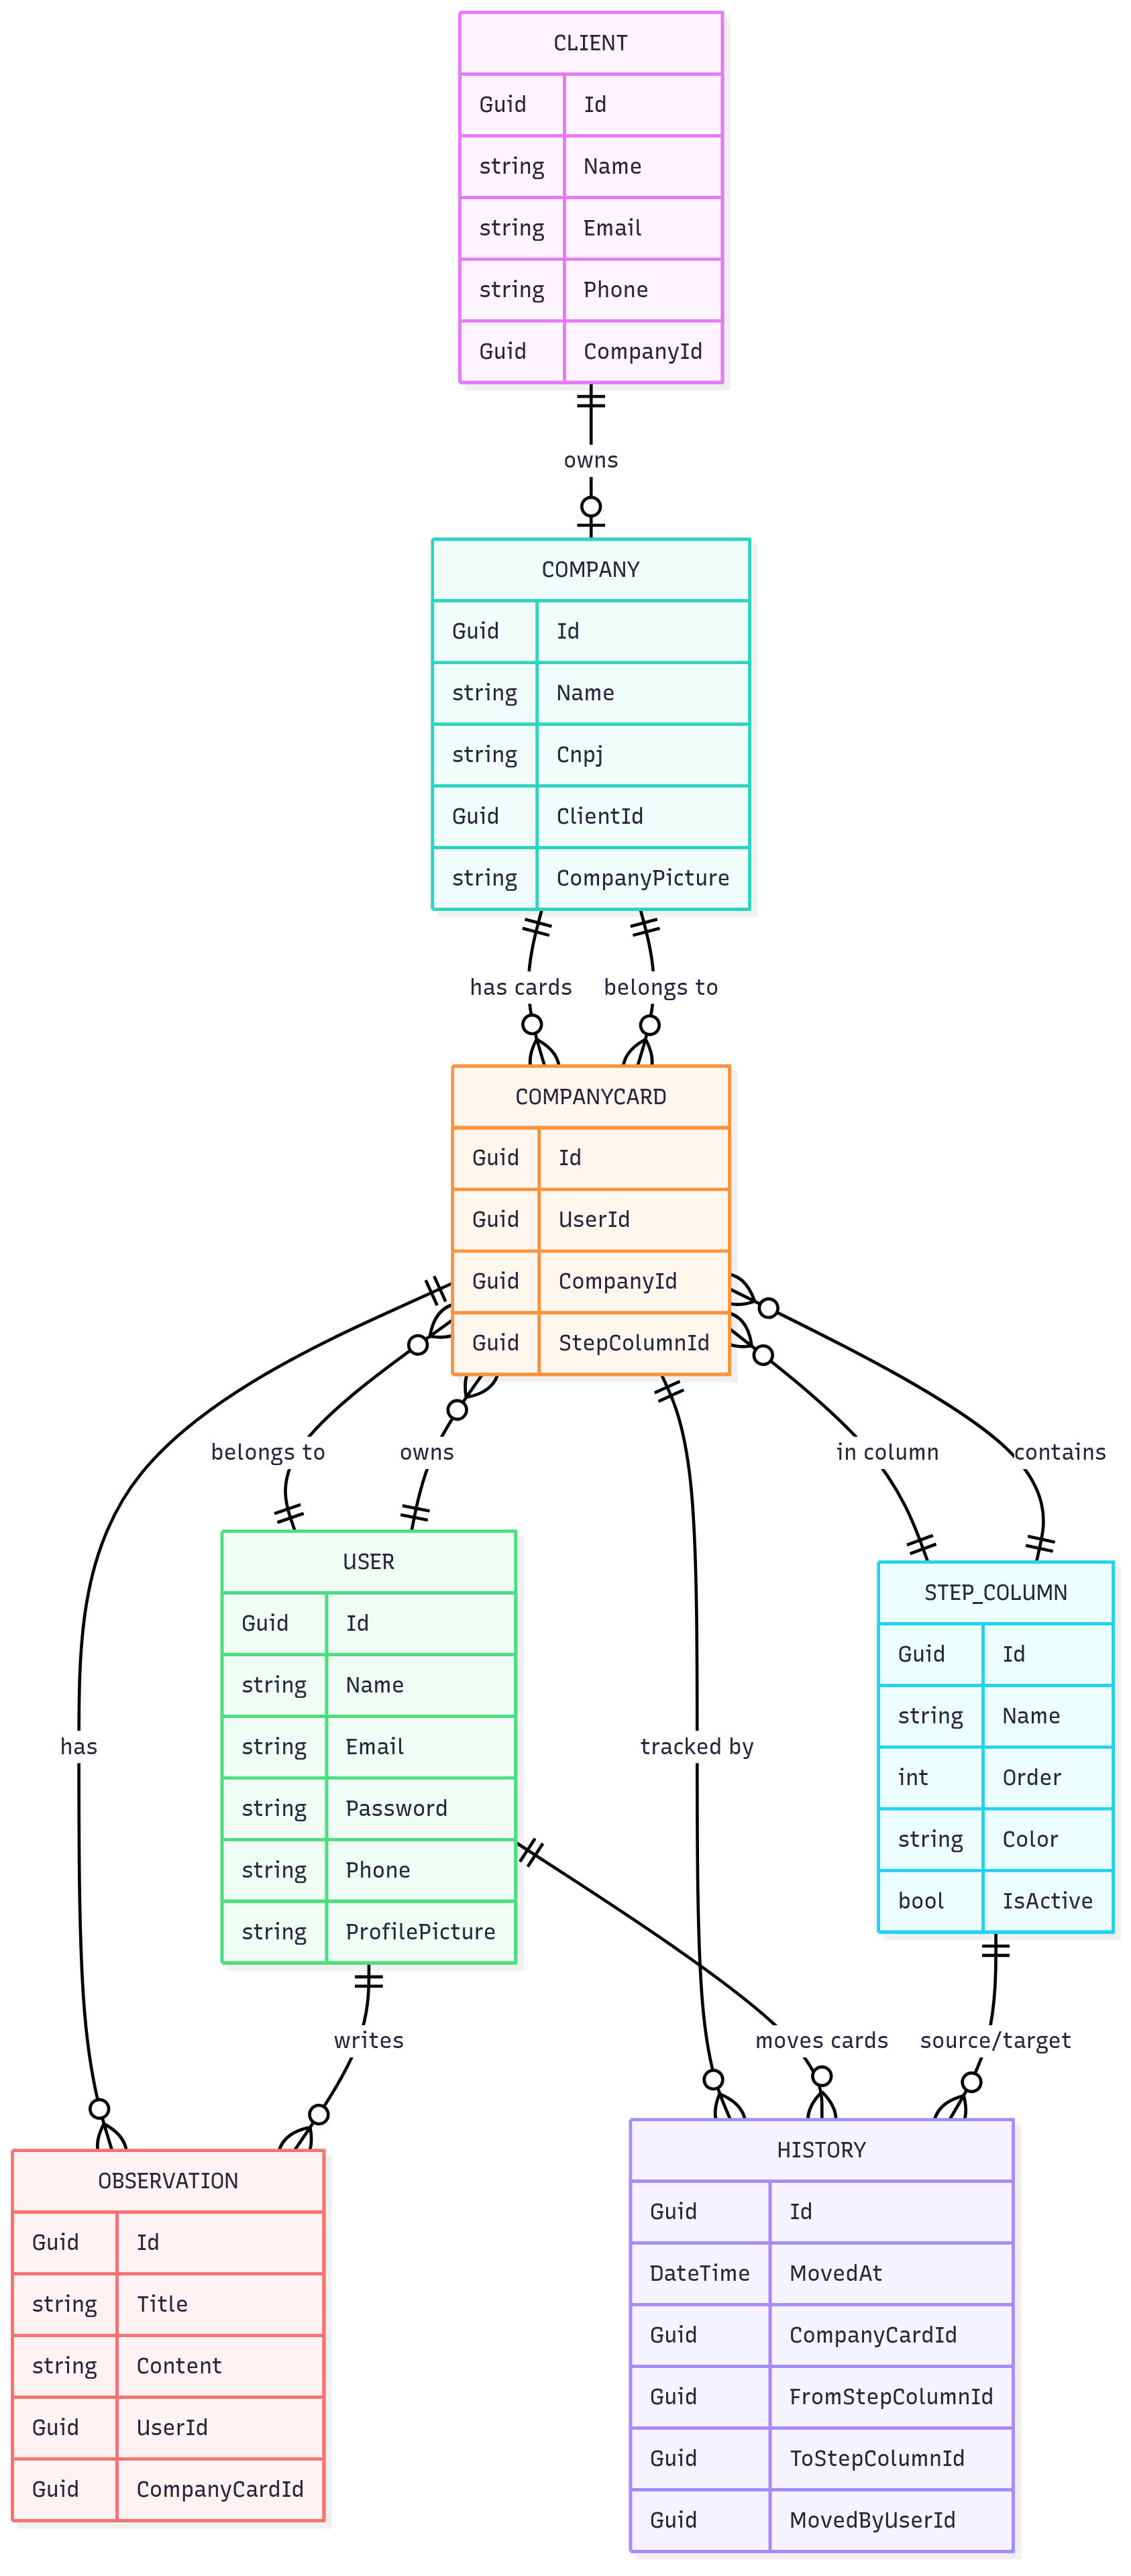 CLIENT
Guid Id
string Name
string Email
string Phone
Guid CompanyId
owns
COMPANY
Guid Id
string Name
string Cnpj
Guid ClientId
string CompanyPicture
has cards belongs to
COMPANYCARD
Guid Id
Guid UserId
Guid CompanyId
Guid StepColumnId
belongs to owns in column contains
USER
Guid Id
string Name
string Email
string Password
string Phone
string ProfilePicture
STEP_COLUMN
Guid Id
string Name
int Order
string Color
bool IsActive
has tracked by
writes moves cards source/target
OBSERVATION
Guid Id
string Title
string Content
Guid UserId
Guid CompanyCardId
HISTORY
Guid Id
DateTime MovedAt
Guid CompanyCardId
Guid FromStepColumnId
Guid ToStepColumnId
Guid MovedByUserId